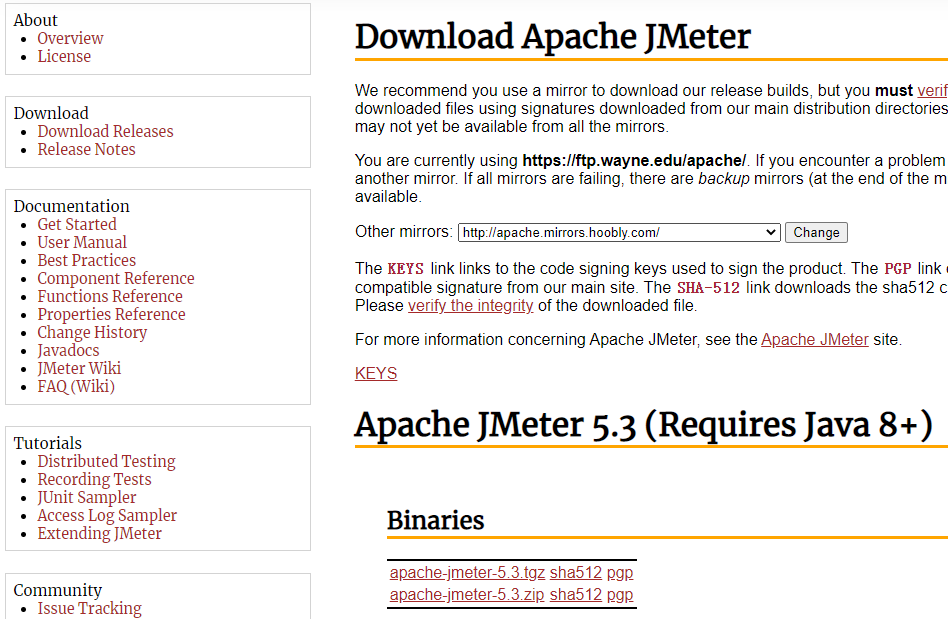 About
Overview
License
Download
Download Releases
Release Notes
Documentation
Get Started
User Manual
Best Practices
Component Reference
Functions Reference
Properties Reference
Change History
Javadocs
JMeter Wiki
FAQ (Wiki)
Tutorials
Distributed Testing
Recording Tests
JUnit Sampler
Access Log Sampler
Extending JMeter
Community
Issue Tracking
Download Apache JMeter
We recommend you use a mirror to download our release builds, but you must verif
downloaded files using signatures downloaded from our main distribution directories
may not yet be available from all the mirrors.
You are currently using https://ftp.wayne.edu/apache/. If you encounter a problem
another mirror. If all mirrors are failing, there are backup mirrors (at the end of the m
available.
Other mirrors: http://apache.mirrors.hoobly.com/ Change
The KEYS link links to the code signing keys used to sign the product. The PGP link
compatible signature from our main site. The SHA-512 link downloads the sha512 c
Please verify the integrity of the downloaded file.
For more information concerning Apache JMeter, see the Apache JMeter site.
KEYS
Apache JMeter 5.3 (Requires Java 8+)
Binaries
apache-jmeter-5.3.tgz sha512 pgp
apache-jmeter-5.3.zip sha512 pgp